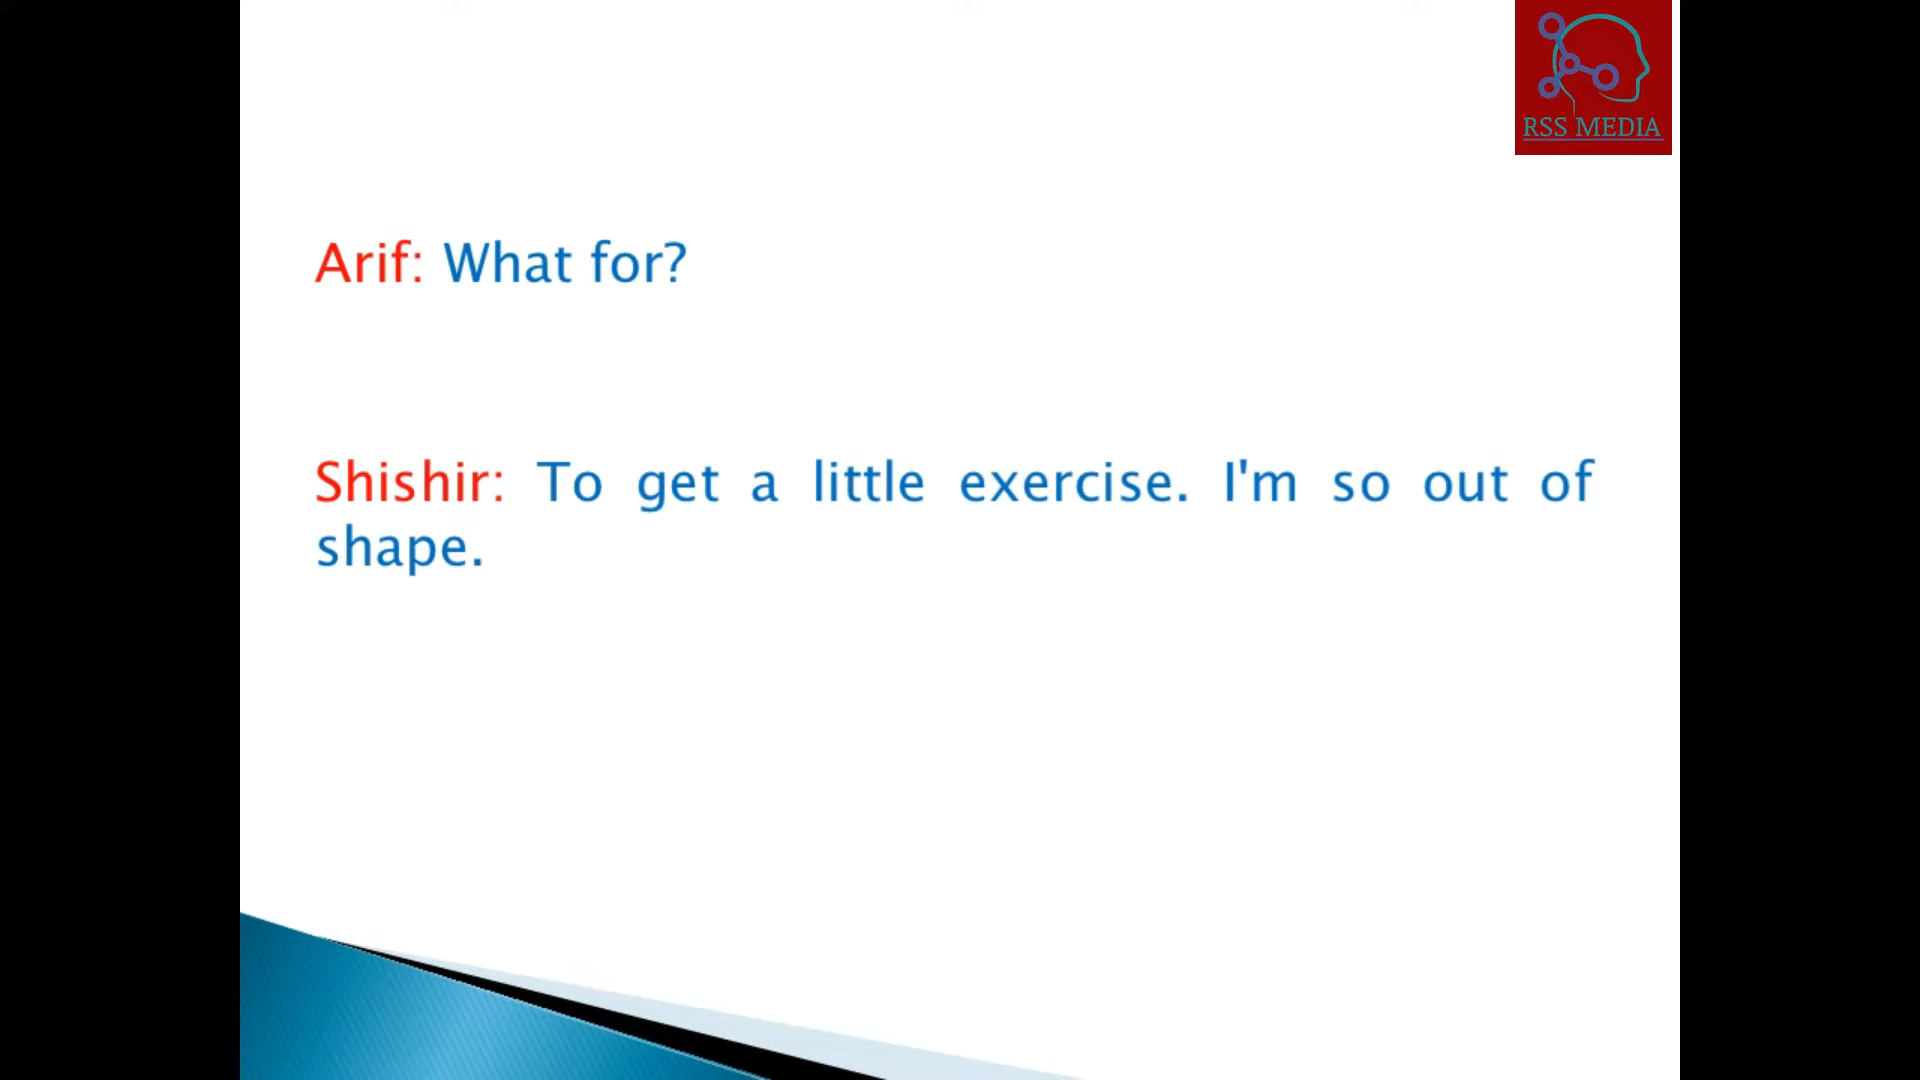 RSS MEDIA
Arif: What for?
Shishir: To get a little exercise. I'm so out of
shape.